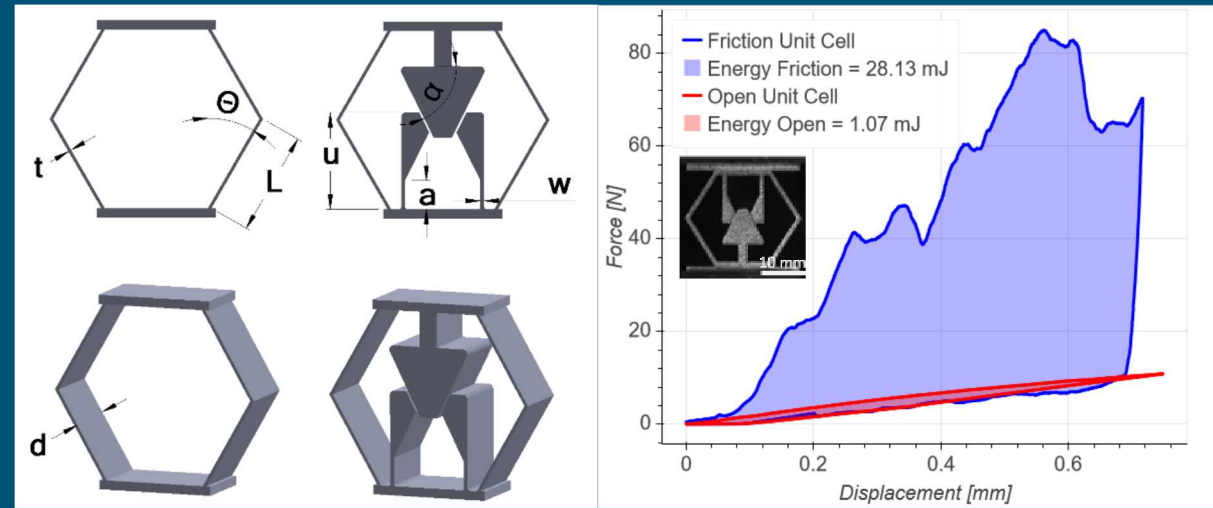 Θ
t
L
α
u
a
w
d
Friction Unit Cell
Energy Friction = 28.13 mJ
Open Unit Cell
Energy Open = 1.07 mJ
10 mm
80
60
40
20
0
Force [N]
0
0.2
0.4
0.6
Displacement [mm]